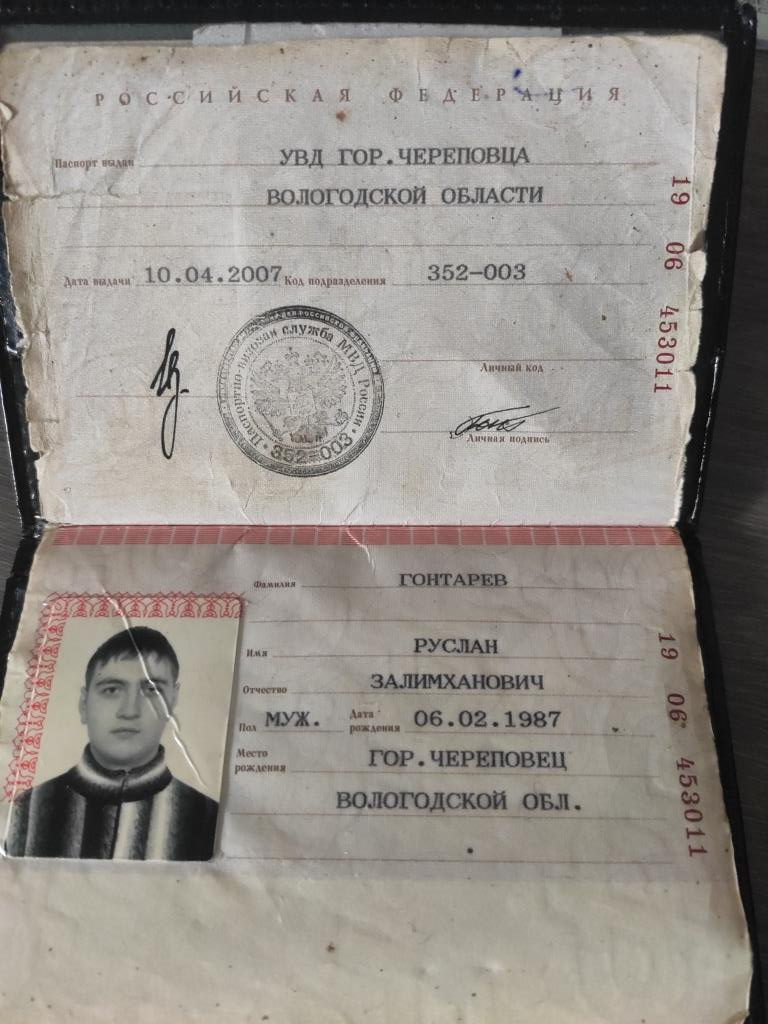 РОССИЙСКАЯ ФЕДЕРАЦИЯ
Паспорт выдан УВД ГОР.ЧЕРЕПОВЦА
ВОЛОГОДСКОЙ ОБЛАСТИ
Дата выдачи 10.04.2007 Код подразделения 352-003
19 06 453011
Паспортно-визовая служба МВД России
352-003
Личный код
Личная подпись
Фамилия ГОНТАРЕВ
Имя РУСЛАН
Отчество ЗАЛИМХАНОВИЧ
Пол МУЖ. Дата рождения 06.02.1987
Место рождения ГОР.ЧЕРЕПОВЕЦ
ВОЛОГОДСКОЙ ОБЛ.
19 06 453011